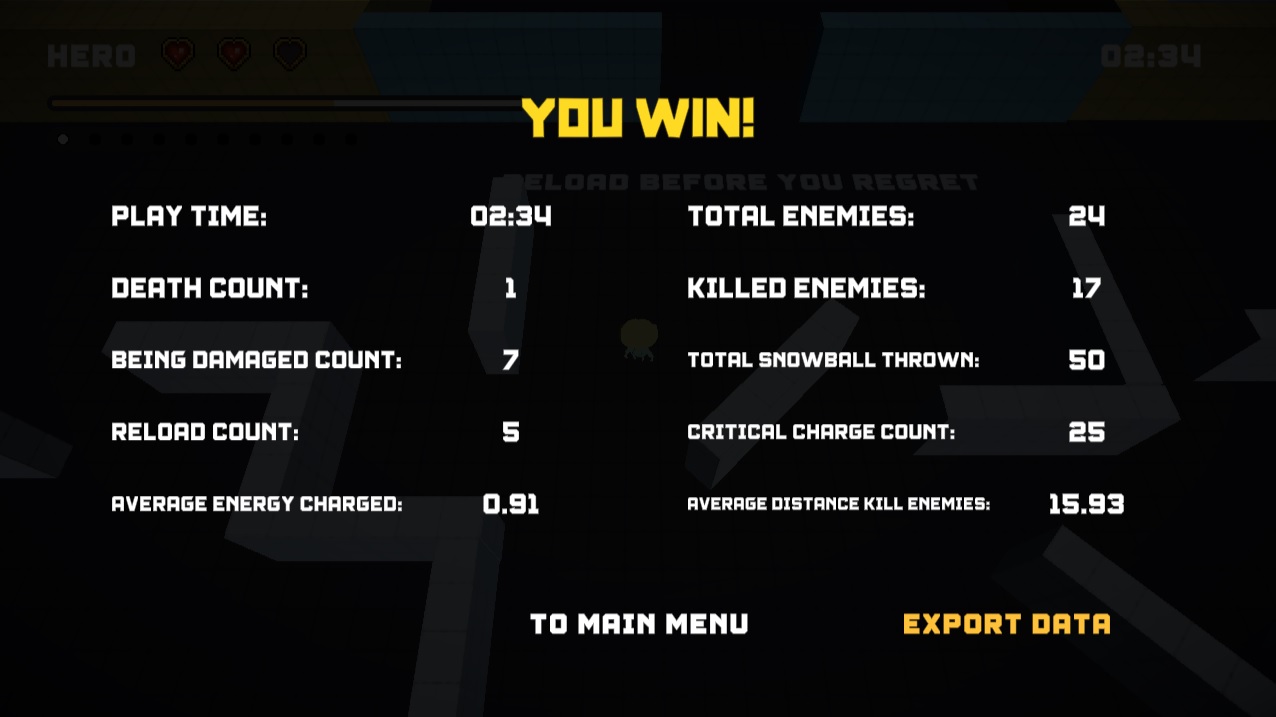 HERO
02:34
YOU WIN!
RELOAD BEFORE YOU REGRET
PLAY TIME: 02:34
TOTAL ENEMIES: 24
DEATH COUNT: 1
KILLED ENEMIES: 17
BEING DAMAGED COUNT: 7
TOTAL SNOWBALL THROWN: 50
RELOAD COUNT: 5
CRITICAL CHARGE COUNT: 25
AVERAGE ENERGY CHARGED: 0.91
AVERAGE DISTANCE KILL ENEMIES: 15.93
TO MAIN MENU
EXPORT DATA